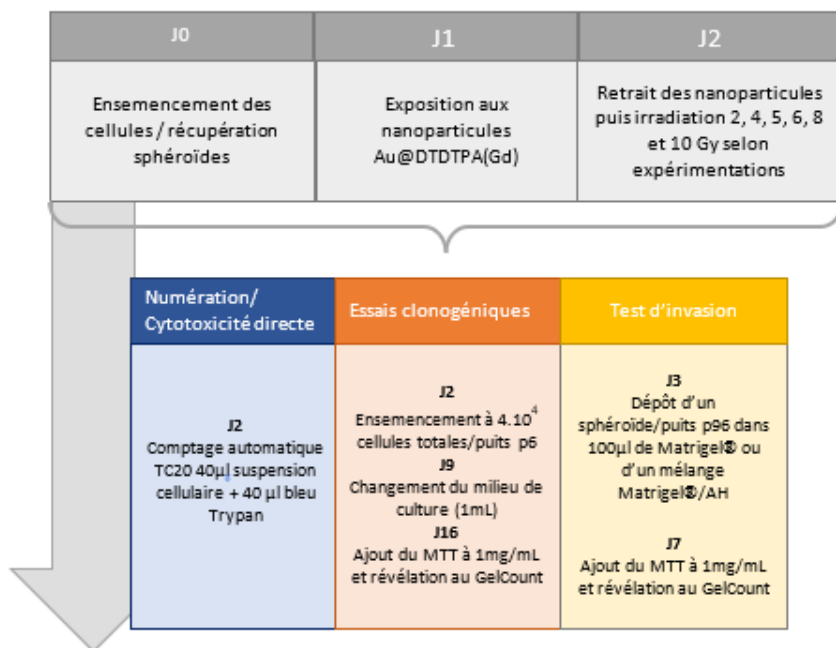 J0
J1
J2
Ensemencement des
cellules / récupération
sphéroïdes
Exposition aux
nanoparticules
Au@DTDTPA(Gd)
Retrait des nanoparticules
puis irradiation 2, 4, 5, 6, 8
et 10 Gy selon
expérimentations
Numération/
Cytotoxicité directe
Essais clonogéniques
Test d'invasion
J2
Comptage automatique
TC20 40µl suspension
cellulaire + 40 µl bleu
Trypan
J2
Ensemencement à 4.10⁴
cellules totales/puits p6
J9
Changement du milieu de
culture (1mL)
J16
Ajout du MTT à 1mg/mL
et révélation au GelCount
J3
Dépôt d'un
sphéroïde/puits p96 dans
100µl de Matrigel® ou
d'un mélange
Matrigel®/AH
J7
Ajout du MTT à 1mg/mL
et révélation au GelCount